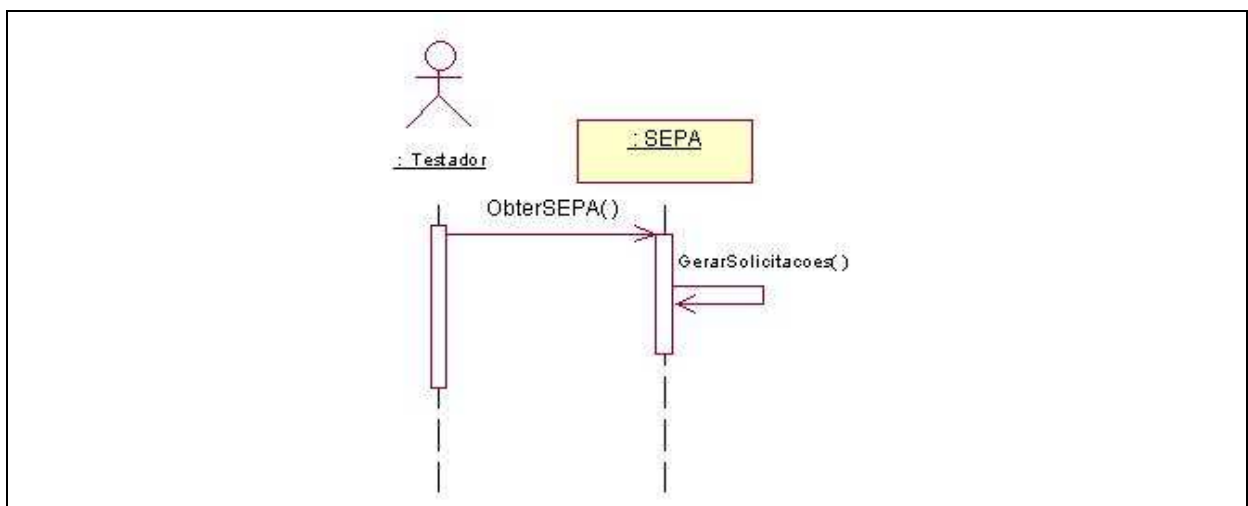 : Testador
: SEPA
ObterSEPA( )
GerarSolicitacoes( )